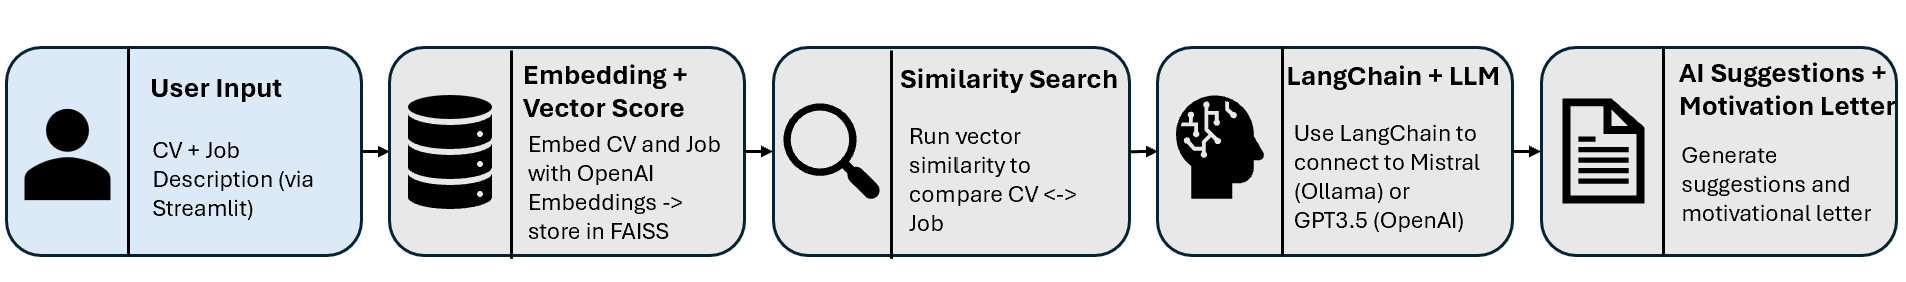 User Input
CV + Job
Description (via
Streamlit)
Embedding +
Vector Score
Embed CV and Job
with OpenAI
Embeddings ->
store in FAISS
Similarity Search
Run vector
similarity to
compare CV <->
Job
LangChain + LLM
Use LangChain to
connect to Mistral
(Ollama) or
GPT3.5 (OpenAI)
AI Suggestions +
Motivation Letter
Generate
suggestions and
motivational letter